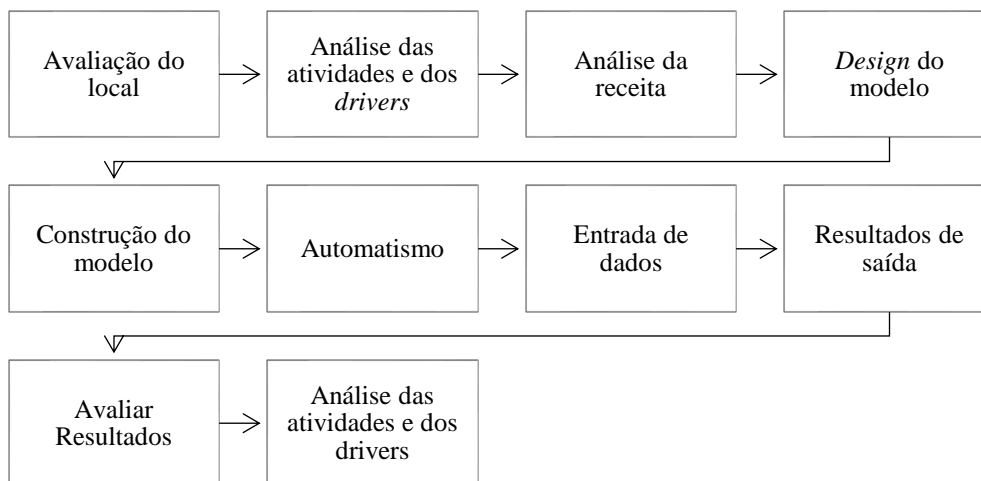 Avaliação do
local
Análise das
atividades e dos
drivers
Análise da
receita
Design do
modelo
Construção do
modelo
Automatismo
Entrada de
dados
Resultados de
saída
Avaliar
Resultados
Análise das
atividades e dos
drivers